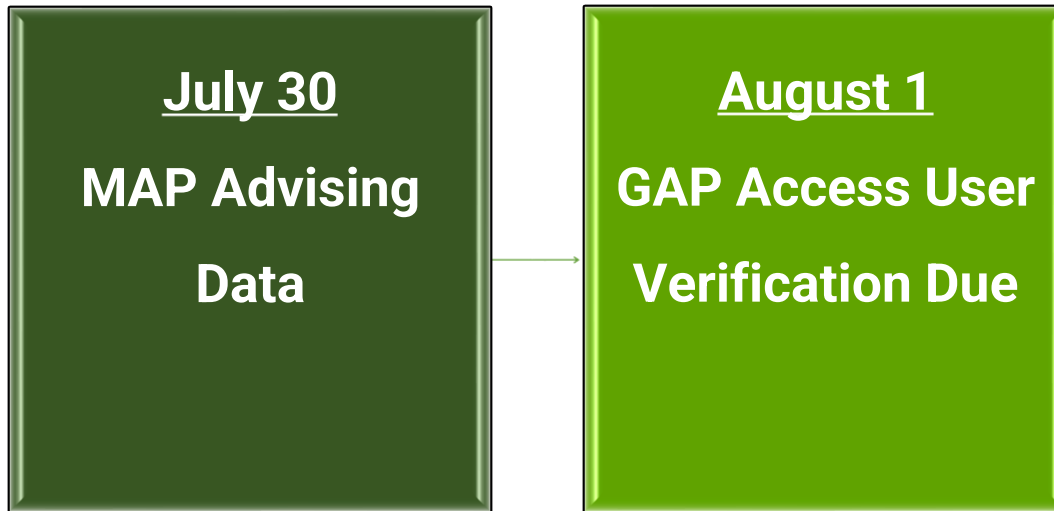 July 30
MAP Advising
Data
August 1
GAP Access User
Verification Due